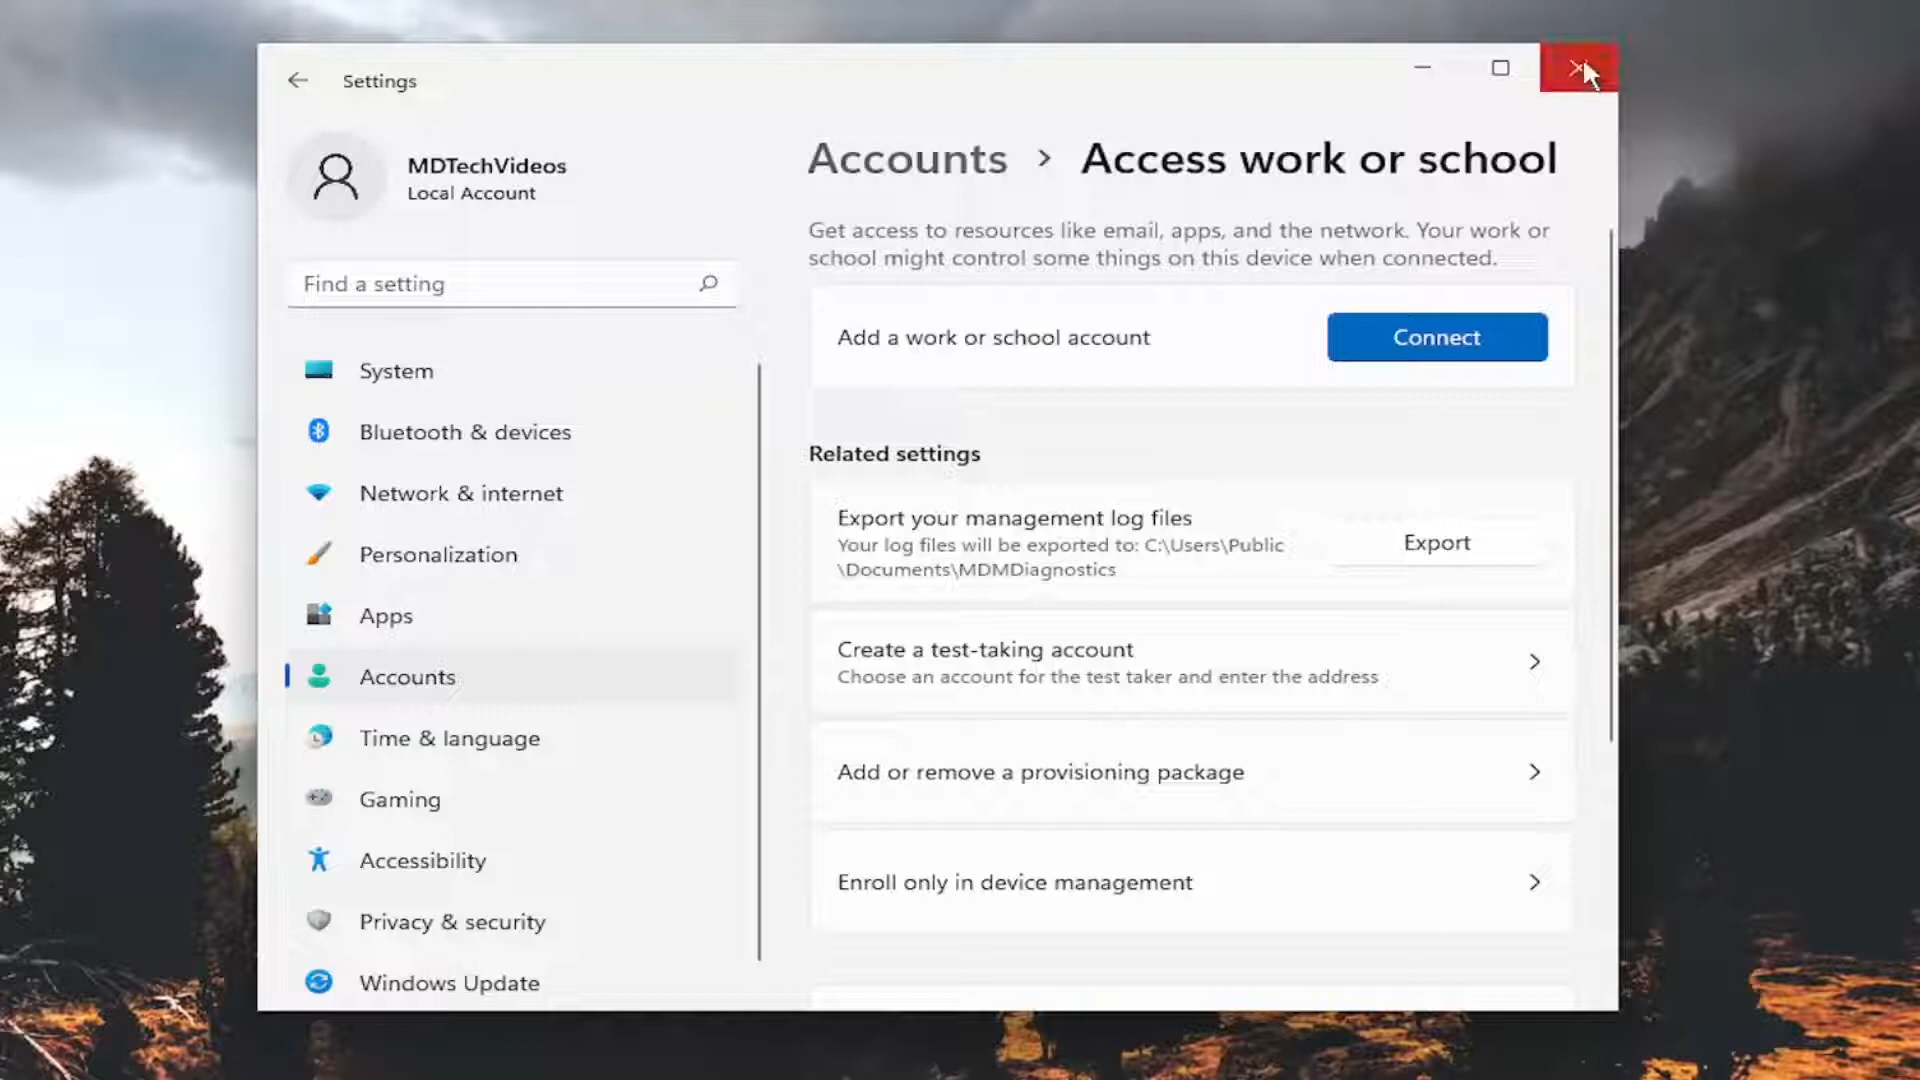 Settings
MDTechVideos
Local Account
Find a setting
System
Bluetooth & devices
Network & internet
Personalization
Apps
Accounts
Time & language
Gaming
Accessibility
Privacy & security
Windows Update
Accounts > Access work or school
Get access to resources like email, apps, and the network. Your work or
school might control some things on this device when connected.
Add a work or school account
Connect
Related settings
Export your management log files
Your log files will be exported to: C:\Users\Public
\Documents\MDMDiagnostics
Export
Create a test-taking account
Choose an account for the test taker and enter the address
Add or remove a provisioning package
Enroll only in device management